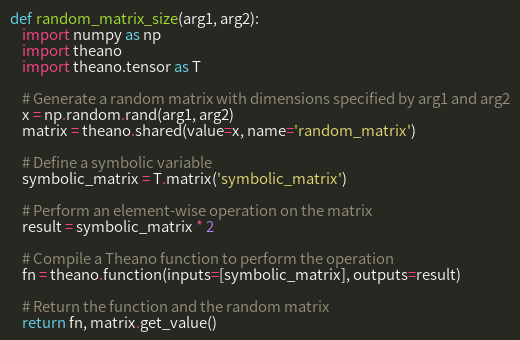 def random_matrix_size(arg1, arg2):
import numpy as np
import theano
import theano.tensor as T
# Generate a random matrix with dimensions specified by arg1 and arg2
x = np.random.rand(arg1, arg2)
matrix = theano.shared(value=x, name='random_matrix')
# Define a symbolic variable
symbolic_matrix = T.matrix('symbolic_matrix')
# Perform an element-wise operation on the matrix
result = symbolic_matrix * 2
# Compile a Theano function to perform the operation
fn = theano.function(inputs=[symbolic_matrix], outputs=result)
# Return the function and the random matrix
return fn, matrix.get_value()